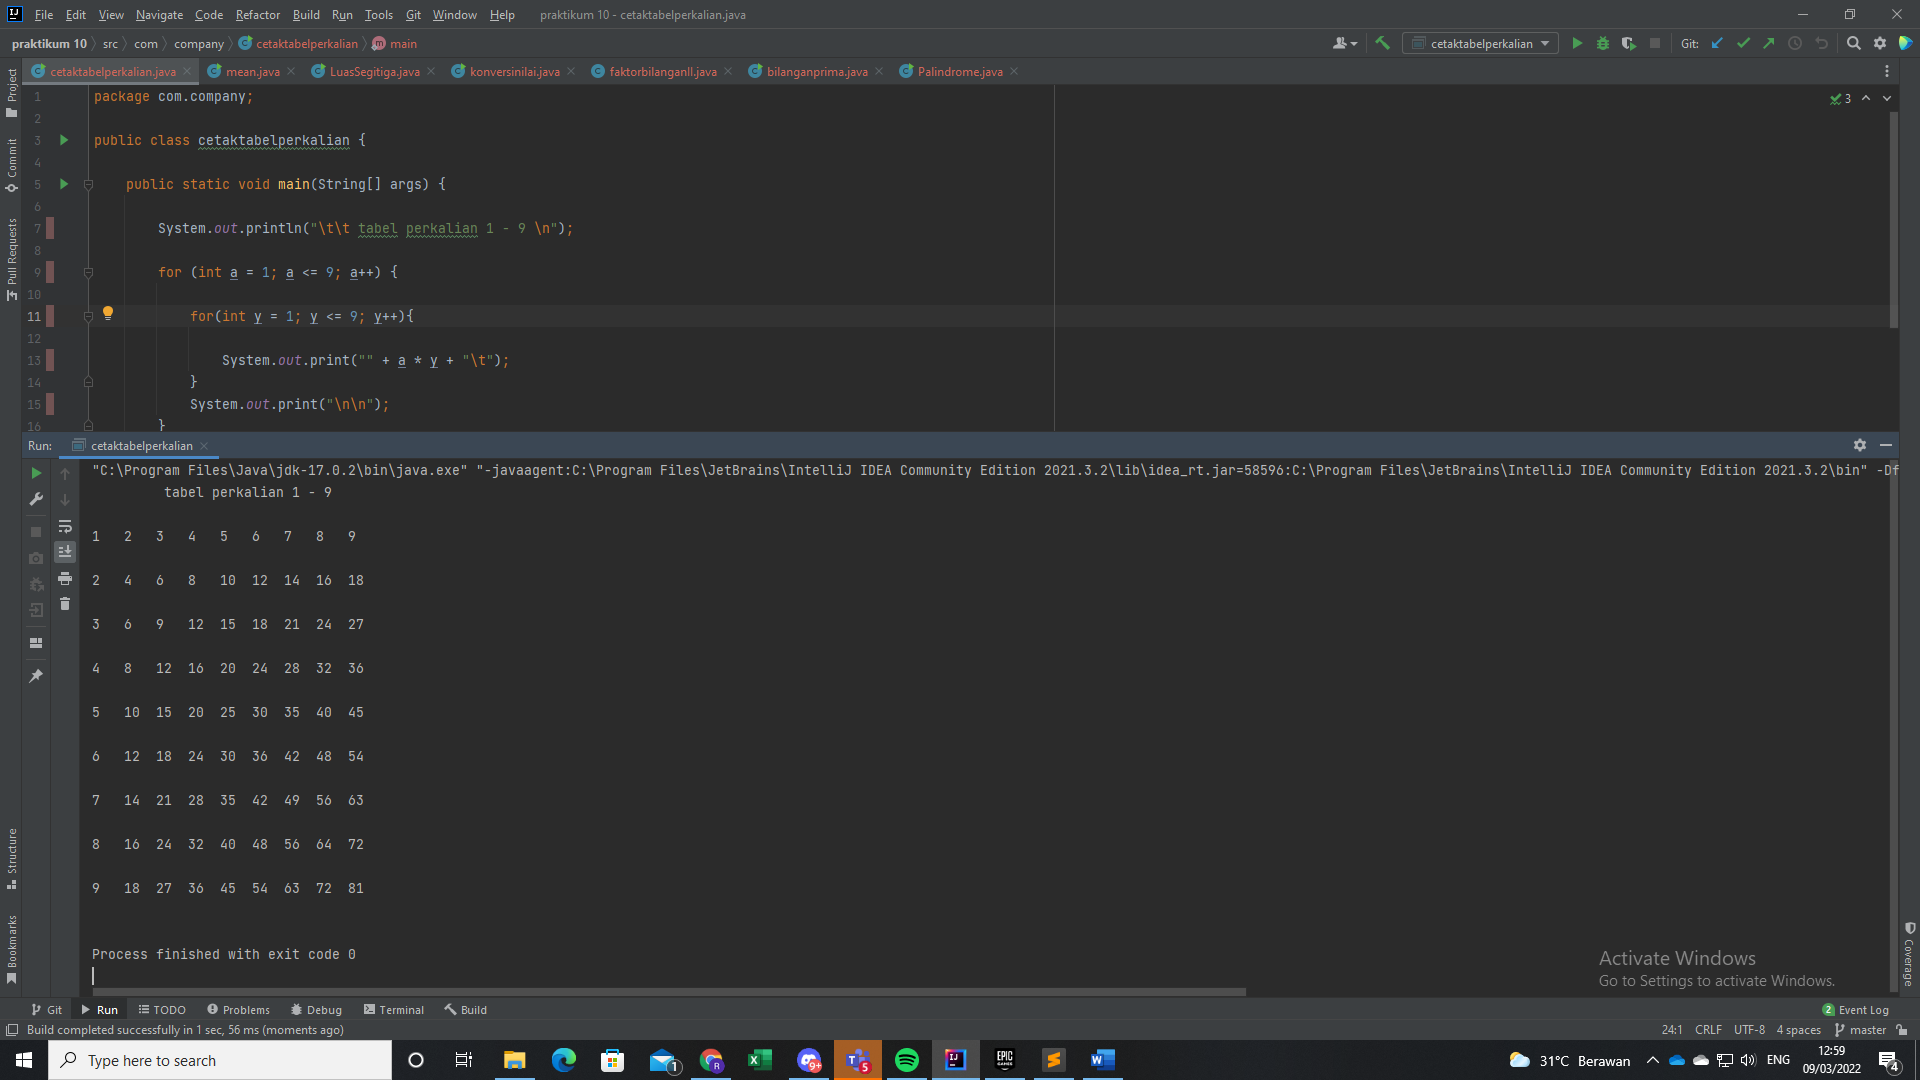 File Edit View Navigate Code Refactor Build Run Tools Git Window Help praktikum 10 - cetaktabelperkalian.java
praktikum 10 src com company cetaktabelperkalian main cetaktabelperkalian Git:
cetaktabelperkalian.java mean.java LuasSegitiga.java konversinilai.java faktorbilanganII.java bilanganprima.java Palindrome.java
Project
Commit
Pull Requests
1 package com.company; 3
2
3 public class cetaktabelperkalian {
4
5 public static void main(String[] args) {
6
7 System.out.println("\t\t tabel perkalian 1 - 9 \n");
8
9 for (int a = 1; a <= 9; a++) {
10
11 for(int y = 1; y <= 9; y++){
12
13 System.out.print("" + a * y + "\t");
14 }
15 System.out.print("\n\n");
16 }
Run: cetaktabelperkalian
"C:\Program Files\Java\jdk-17.0.2\bin\java.exe" "-javaagent:C:\Program Files\JetBrains\IntelliJ IDEA Community Edition 2021.3.2\lib\idea_rt.jar=58596:C:\Program Files\JetBrains\IntelliJ IDEA Community Edition 2021.3.2\bin" -Df
tabel perkalian 1 - 9
1 2 3 4 5 6 7 8 9
2 4 6 8 10 12 14 16 18
3 6 9 12 15 18 21 24 27
4 8 12 16 20 24 28 32 36
5 10 15 20 25 30 35 40 45
6 12 18 24 30 36 42 48 54
7 14 21 28 35 42 49 56 63
8 16 24 32 40 48 56 64 72
9 18 27 36 45 54 63 72 81
Process finished with exit code 0
Structure
Bookmarks
Coverage
Activate Windows
Go to Settings to activate Windows.
Git Run TODO Problems Debug Terminal Build 2 Event Log
Build completed successfully in 1 sec, 56 ms (moments ago) 24:1 CRLF UTF-8 4 spaces master
Type here to search 1 R 9+ 5 IJ EPIC GAMES 31°C Berawan ENG 12:59
09/03/2022 4